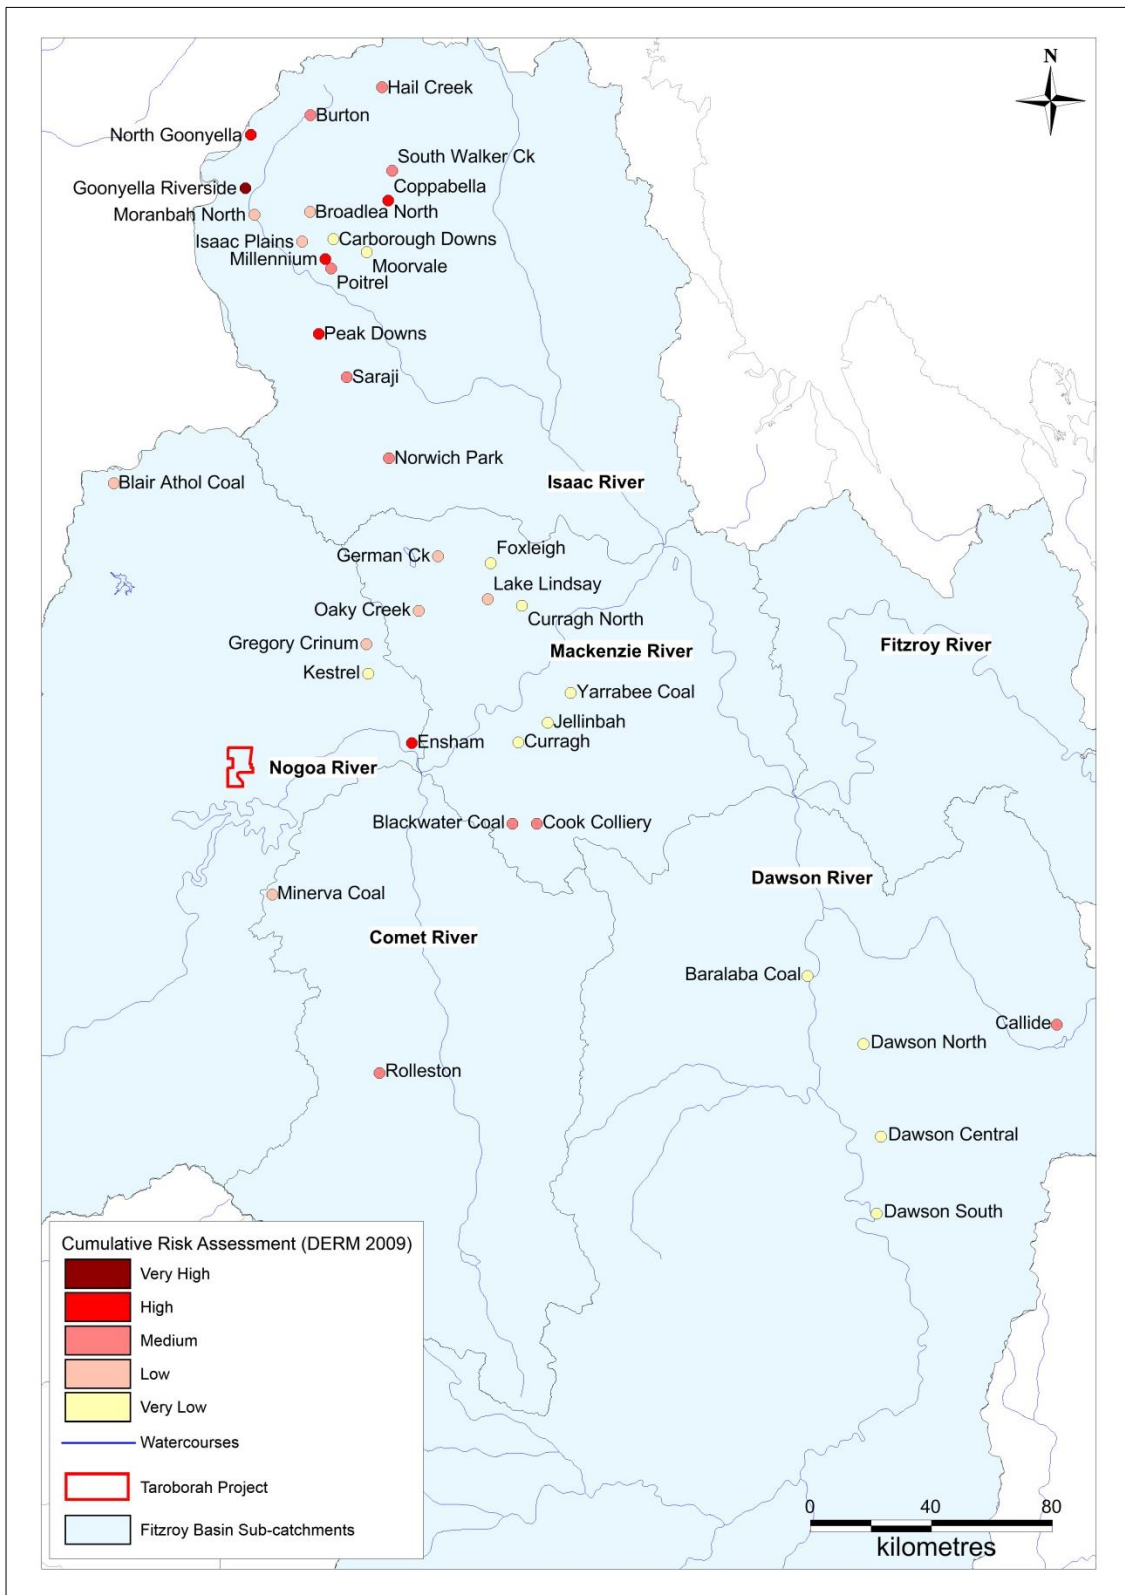 N
Hail Creek
Burton
North Goonyella
South Walker Ck
Goonyella Riverside
Coppabella
Moranbah North
Broadlea North
Isaac Plains
Carborough Downs
Millennium
Moorvale
Poitrel
Peak Downs
Saraji
Norwich Park
Blair Athol Coal
Isaac River
German Ck
Foxleigh
Lake Lindsay
Oaky Creek
Curragh North
Gregory Crinum
Mackenzie River
Fitzroy River
Kestrel
Yarrabee Coal
Jellinbah
Ensham
Curragh
Nogoa River
Blackwater Coal
Cook Colliery
Dawson River
Minerva Coal
Comet River
Baralaba Coal
Callide
Dawson North
Rolleston
Dawson Central
Dawson South
Cumulative Risk Assessment (DERM 2009)
Very High
High
Medium
Low
Very Low
Watercourses
Taroborah Project
Fitzroy Basin Sub-catchments
0 40 80
kilometres